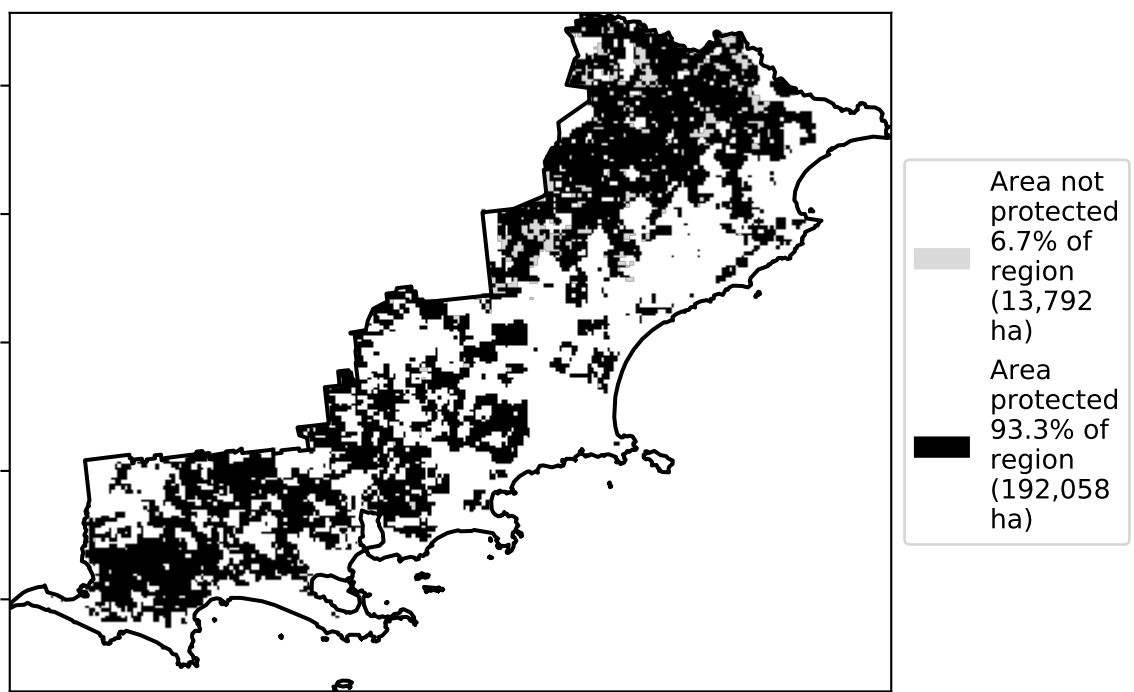 Area not
protected
6.7% of
region
(13,792
ha)
Area
protected
93.3% of
region
(192,058
ha)